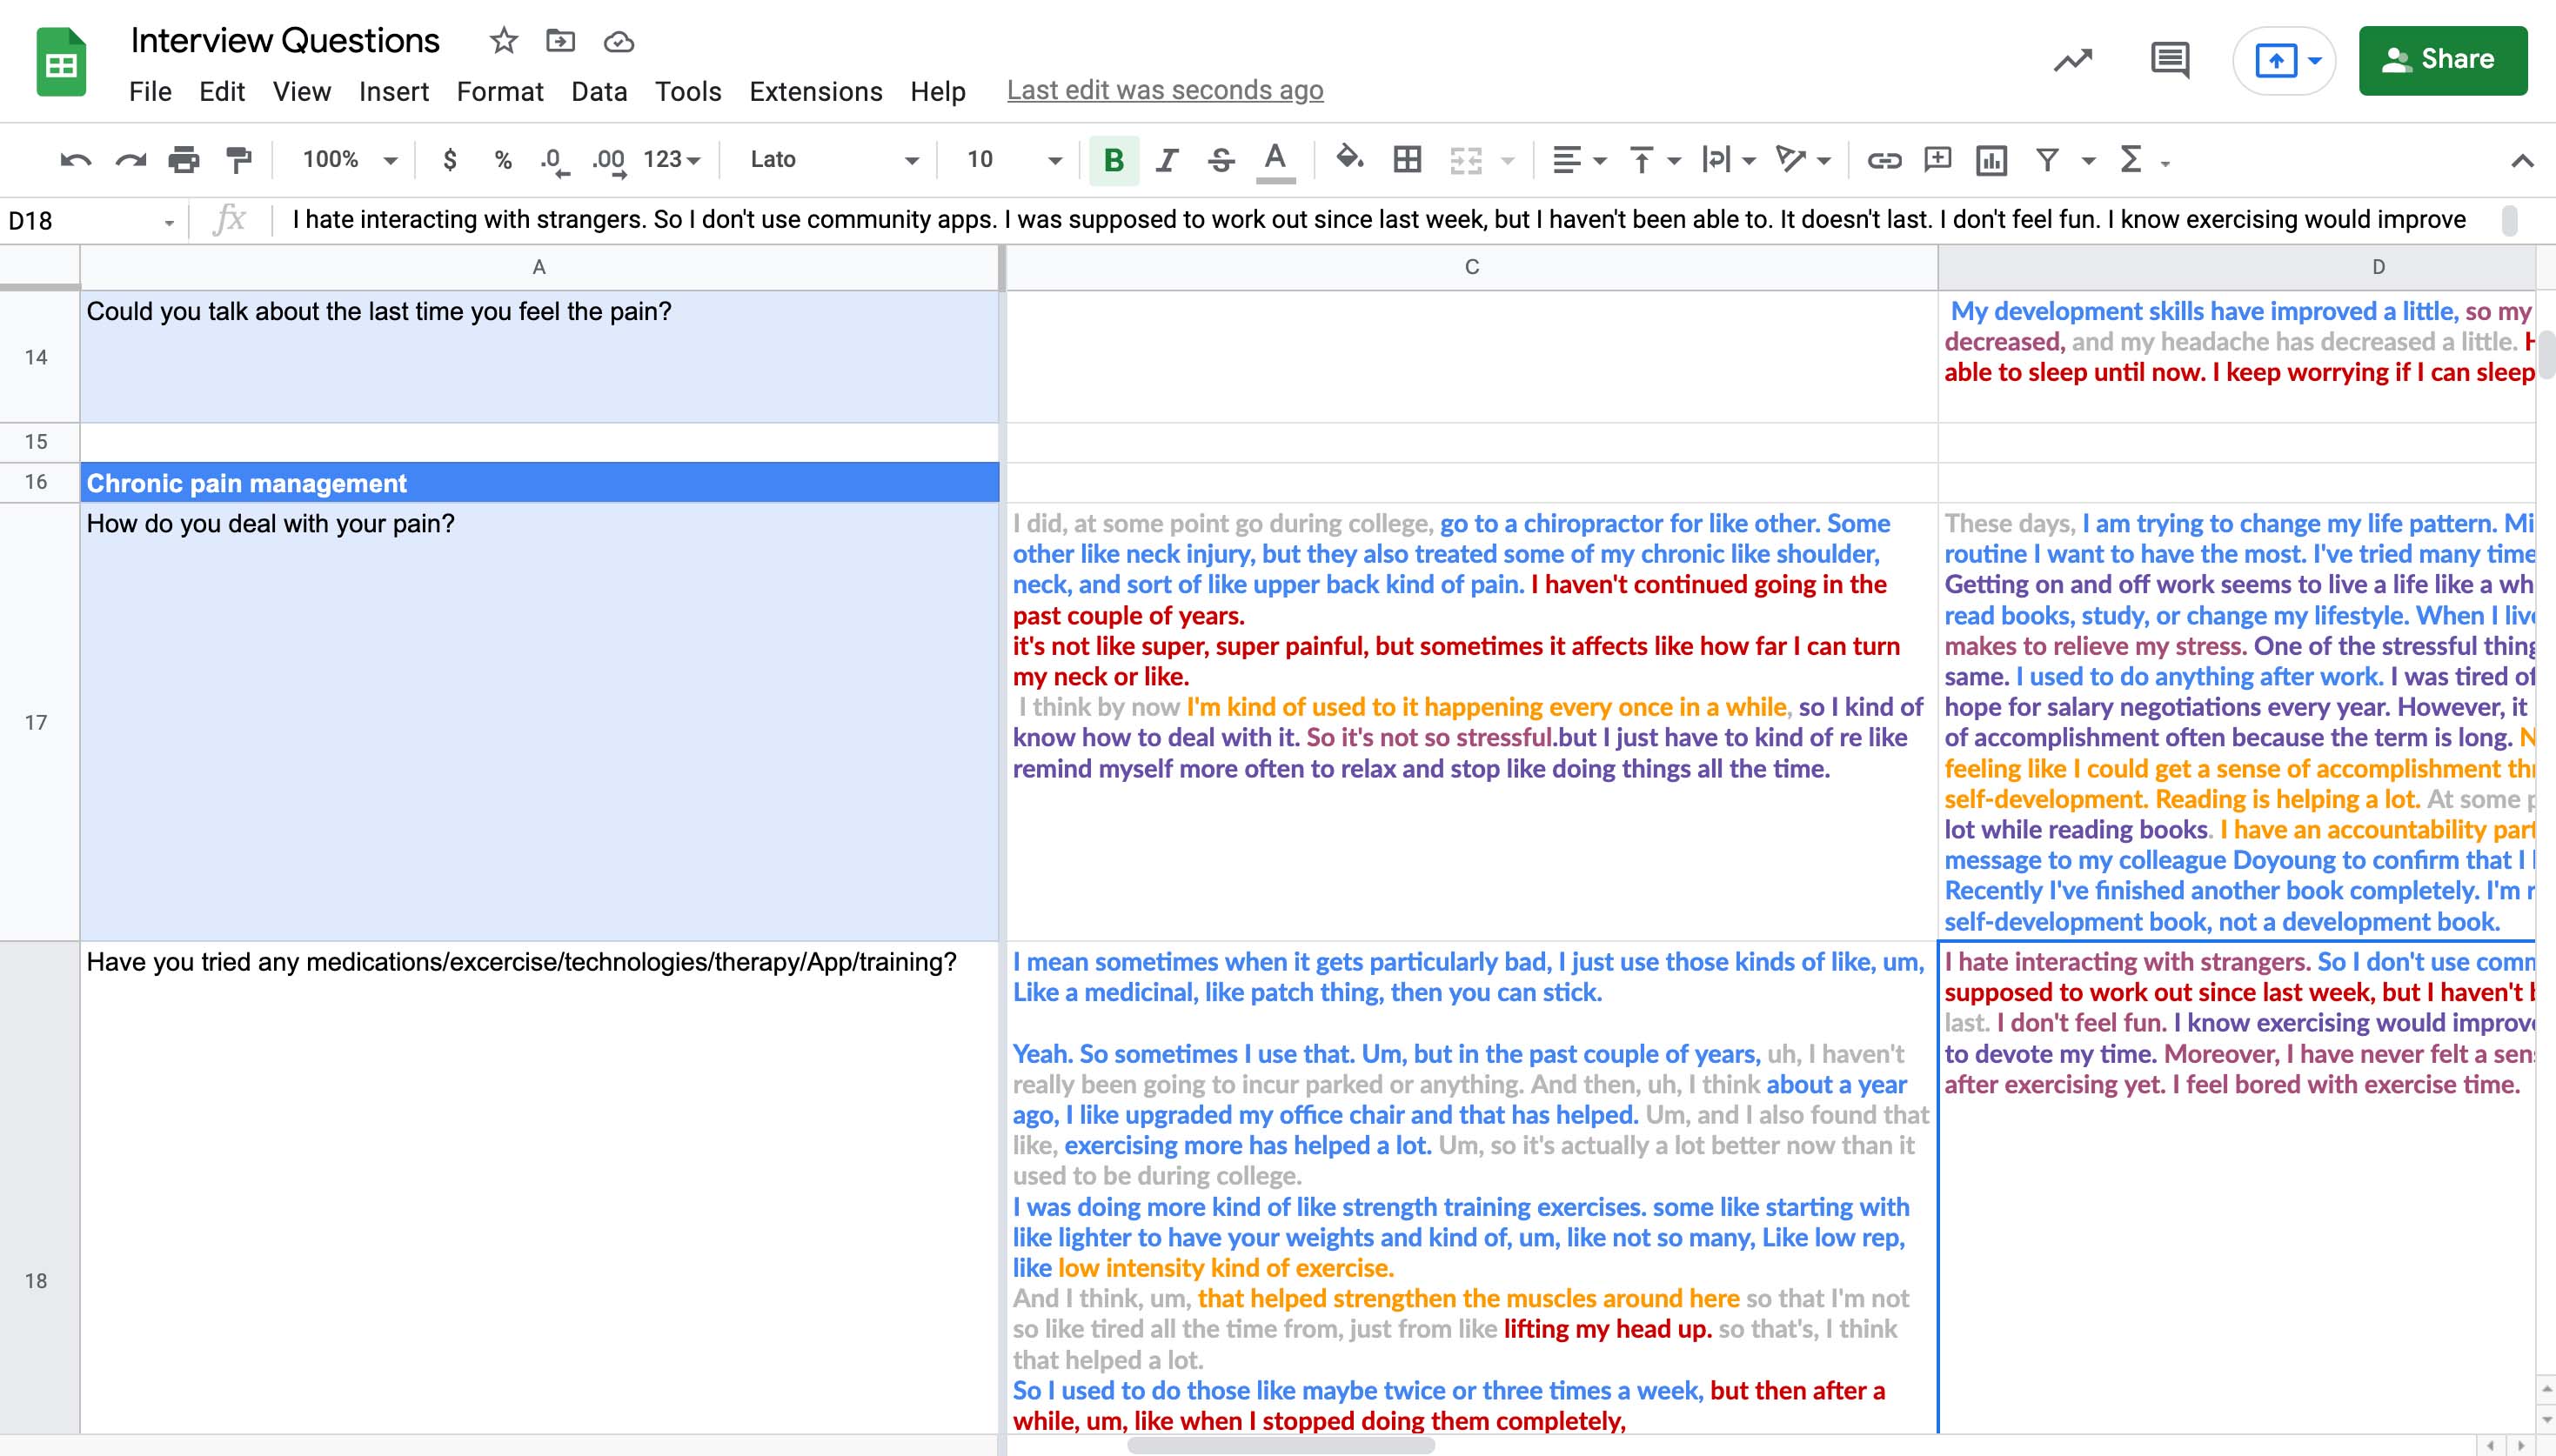 Interview Questions
File Edit View Insert Format Data Tools Extensions Help Last edit was seconds ago
Share
100% $ % .0 .00 123 Lato 10 B I S A
D18 fx I hate interacting with strangers. So I don't use community apps. I was supposed to work out since last week, but I haven't been able to. It doesn't last. I don't feel fun. I know exercising would improve
A C D
14
Could you talk about the last time you feel the pain?
My development skills have improved a little, so my
decreased, and my headache has decreased a little.
able to sleep until now. I keep worrying if I can sleep
15
16
Chronic pain management
17
How do you deal with your pain?
I did, at some point go during college, go to a chiropractor for like other. Some
other like neck injury, but they also treated some of my chronic like shoulder,
neck, and sort of like upper back kind of pain. I haven't continued going in the
past couple of years.
it's not like super, super painful, but sometimes it affects like how far I can turn
my neck or like.
I think by now I'm kind of used to it happening every once in a while, so I kind of
know how to deal with it. So it's not so stressful.but I just have to kind of re like
remind myself more often to relax and stop like doing things all the time.
These days, I am trying to change my life pattern. Mi
routine I want to have the most. I've tried many time
Getting on and off work seems to live a life like a wh
read books, study, or change my lifestyle. When I live
makes to relieve my stress. One of the stressful thing
same. I used to do anything after work. I was tired of
hope for salary negotiations every year. However, it
of accomplishment often because the term is long. N
feeling like I could get a sense of accomplishment thr
self-development. Reading is helping a lot. At some p
lot while reading books. I have an accountability part
message to my colleague Doyoung to confirm that I
Recently I've finished another book completely. I'm r
self-development book, not a development book.
18
Have you tried any medications/excercise/technologies/therapy/App/training?
I mean sometimes when it gets particularly bad, I just use those kinds of like, um,
Like a medicinal, like patch thing, then you can stick.
Yeah. So sometimes I use that. Um, but in the past couple of years, uh, I haven't
really been going to incur parked or anything. And then, uh, I think about a year
ago, I like upgraded my office chair and that has helped. Um, and I also found that
like, exercising more has helped a lot. Um, so it's actually a lot better now than it
used to be during college.
I was doing more kind of like strength training exercises. some like starting with
like lighter to have your weights and kind of, um, like not so many, Like low rep,
like low intensity kind of exercise.
And I think, um, that helped strengthen the muscles around here so that I'm not
so like tired all the time from, just from like lifting my head up. so that's, I think
that helped a lot.
So I used to do those like maybe twice or three times a week, but then after a
while, um, like when I stopped doing them completely,
I hate interacting with strangers. So I don't use comm
supposed to work out since last week, but I haven't b
last. I don't feel fun. I know exercising would improve
to devote my time. Moreover, I have never felt a sens
after exercising yet. I feel bored with exercise time.